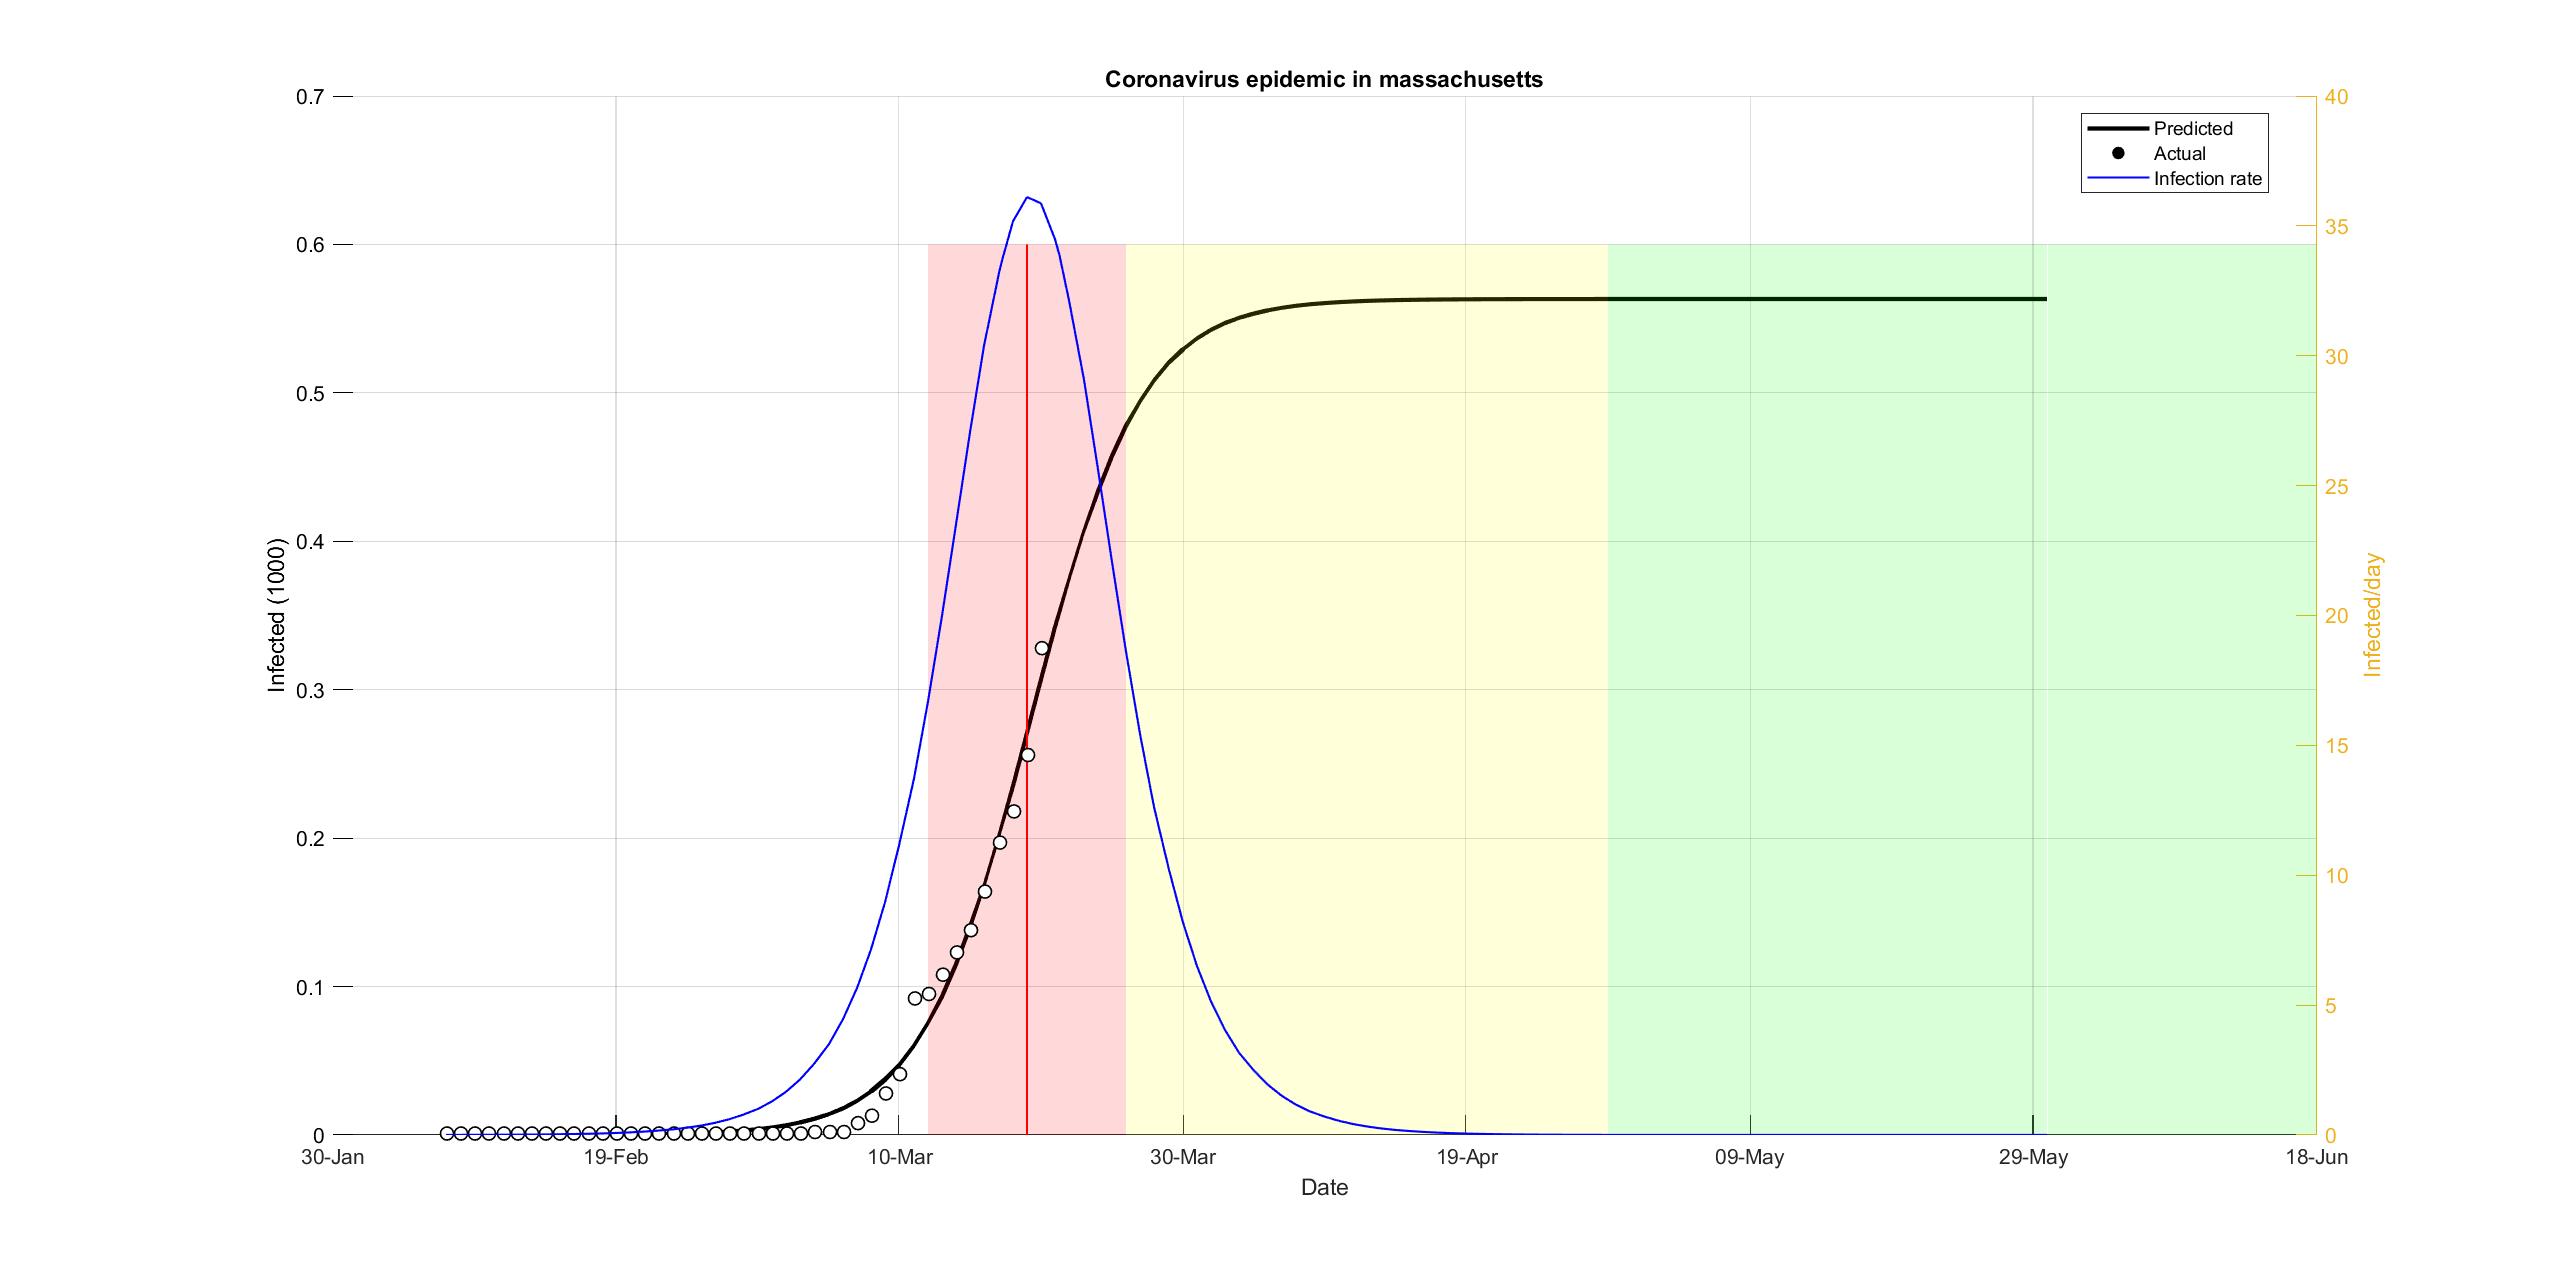 Coronavirus epidemic in massachusetts
0.7
0.6
0.5
0.4
0.3
0.2
0.1
0
Infected (1000)
40
35
30
25
20
15
10
5
0
Infected/day
Predicted
Actual
Infection rate
30-Jan 19-Feb 10-Mar 30-Mar 19-Apr 09-May 29-May 18-Jun
Date